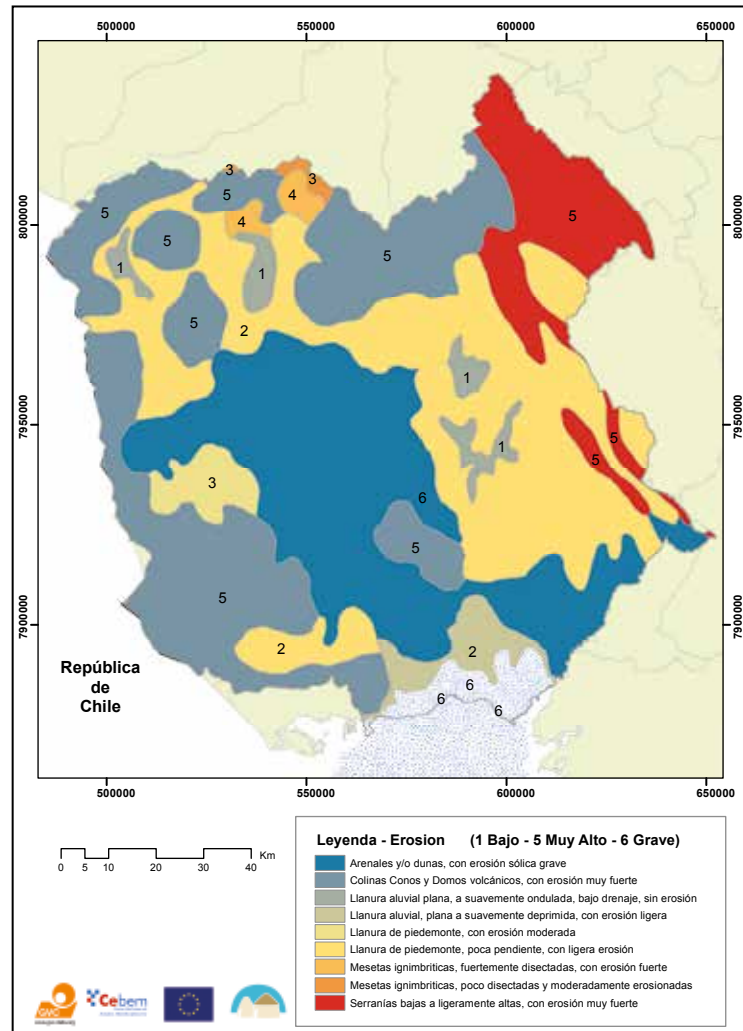 500000 550000 600000 650000
8000000
7950000
7900000
8000000
7950000
7900000
3
5
3
4
5
5
4
5
1
1
5
5
2
1
1
5
5
3
6
5
5
2
2
6
6
6
República
de
Chile
500000 550000 600000 650000
0 5 10 20 30 40 Km
Leyenda - Erosion (1 Bajo - 5 Muy Alto - 6 Grave)
Arenales y/o dunas, con erosión sólica grave
Colinas Conos y Domos volcánicos, con erosión muy fuerte
Llanura aluvial plana, a suavemente ondulada, bajo drenaje, sin erosión
Llanura aluvial, plana a suavemente deprimida, con erosión ligera
Llanura de piedemonte, con erosión moderada
Llanura de piedemonte, poca pendiente, con ligera erosión
Mesetas ignimbriticas, fuertemente disectadas, con erosión fuerte
Mesetas ignimbriticas, poco disectadas y moderadamente erosionadas
Serranías bajas a ligeramente altas, con erosión muy fuerte
GVC
Cebem